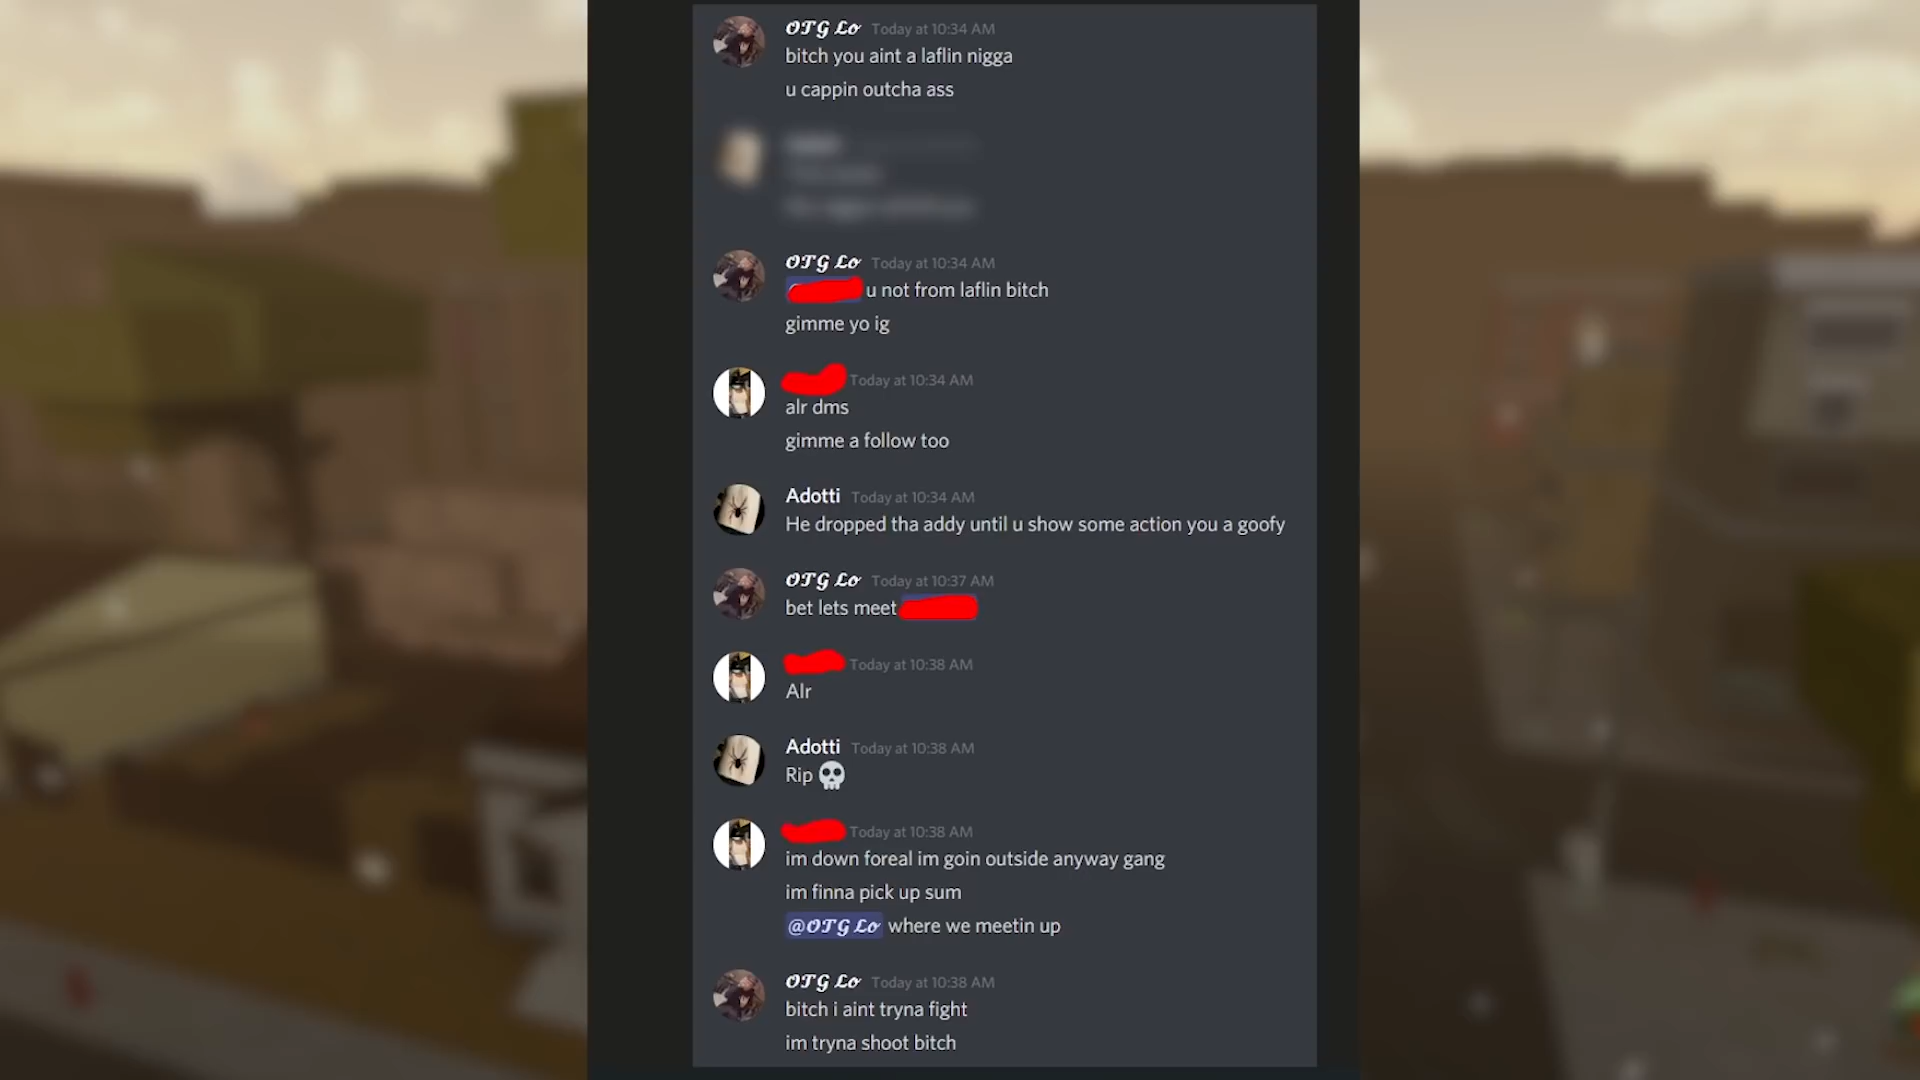 OTG Lo Today at 10:34 AM
bitch you aint a laflin nigga
u cappin outcha ass
OTG Lo Today at 10:34 AM
u not from laflin bitch
gimme yo ig
Today at 10:34 AM
alr dms
gimme a follow too
Adotti Today at 10:34 AM
He dropped tha addy until u show some action you a goofy
OTG Lo Today at 10:37 AM
bet lets meet
Today at 10:38 AM
Alr
Adotti Today at 10:38 AM
Rip 💀
Today at 10:38 AM
im down foreal im goin outside anyway gang
im finna pick up sum
@OTG Lo where we meetin up
OTG Lo Today at 10:38 AM
bitch i aint tryna fight
im tryna shoot bitch